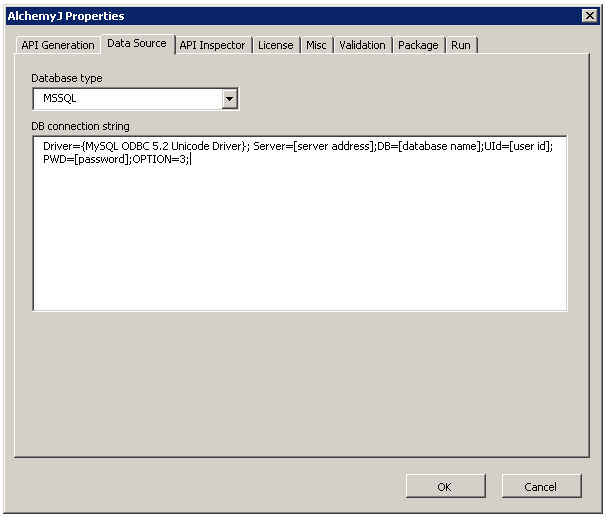 AlchemyJ Properties
API Generation Data Source API Inspector License Misc Validation Package Run
Database type
MSSQL
DB connection string
Driver={MySQL ODBC 5.2 Unicode Driver}; Server=[server address];DB=[database name];UId=[user id];
PWD=[password];OPTION=3;
OK Cancel